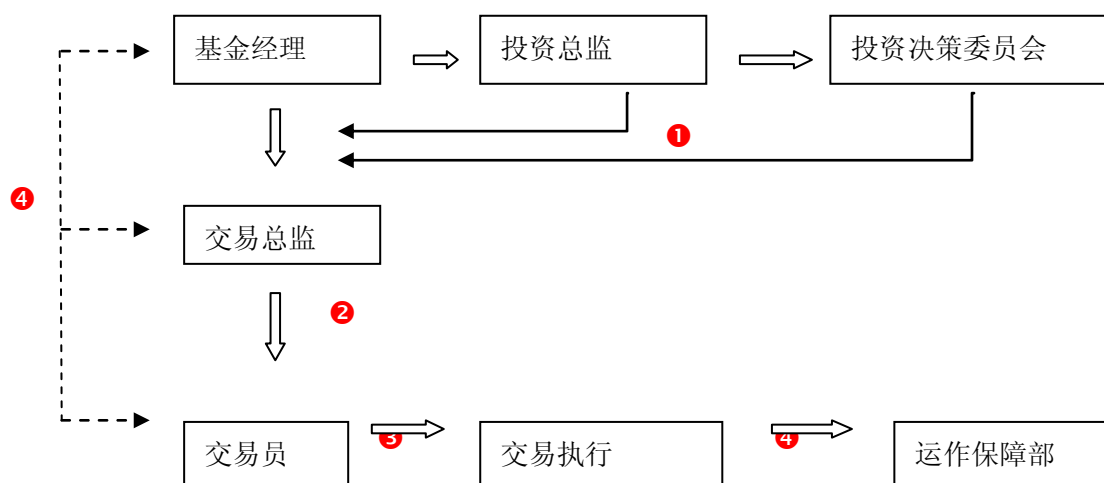 基金经理
投资总监
投资决策委员会
❶
❹
交易总监
❷
交易员
❸
交易执行
❹
运作保障部